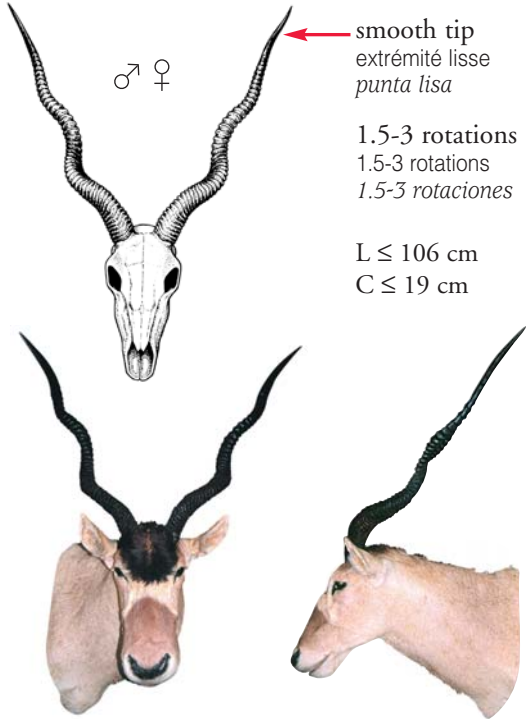 ♂ ♀
smooth tip
extrémité lisse
punta lisa
1.5-3 rotations
1.5-3 rotations
1.5-3 rotaciones
L ≤ 106 cm
C ≤ 19 cm